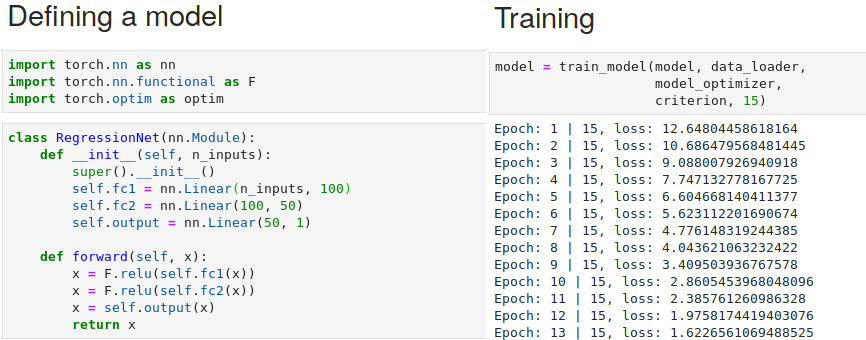 Defining a model
import torch.nn as nn
import torch.nn.functional as F
import torch.optim as optim
class RegressionNet(nn.Module):
    def __init__(self, n_inputs):
        super().__init__()
        self.fc1 = nn.Linear(n_inputs, 100)
        self.fc2 = nn.Linear(100, 50)
        self.output = nn.Linear(50, 1)

    def forward(self, x):
        x = F.relu(self.fc1(x))
        x = F.relu(self.fc2(x))
        x = self.output(x)
        return x
Training
model = train_model(model, data_loader,
                    model_optimizer,
                    criterion, 15)
Epoch: 1 | 15, loss: 12.64804458618164
Epoch: 2 | 15, loss: 10.686479568481445
Epoch: 3 | 15, loss: 9.088007926940918
Epoch: 4 | 15, loss: 7.747132778167725
Epoch: 5 | 15, loss: 6.604668140411377
Epoch: 6 | 15, loss: 5.623112201690674
Epoch: 7 | 15, loss: 4.776148319244385
Epoch: 8 | 15, loss: 4.043621063232422
Epoch: 9 | 15, loss: 3.409503936767578
Epoch: 10 | 15, loss: 2.8605453968048096
Epoch: 11 | 15, loss: 2.385761260986328
Epoch: 12 | 15, loss: 1.9758174419403076
Epoch: 13 | 15, loss: 1.6226561069488525